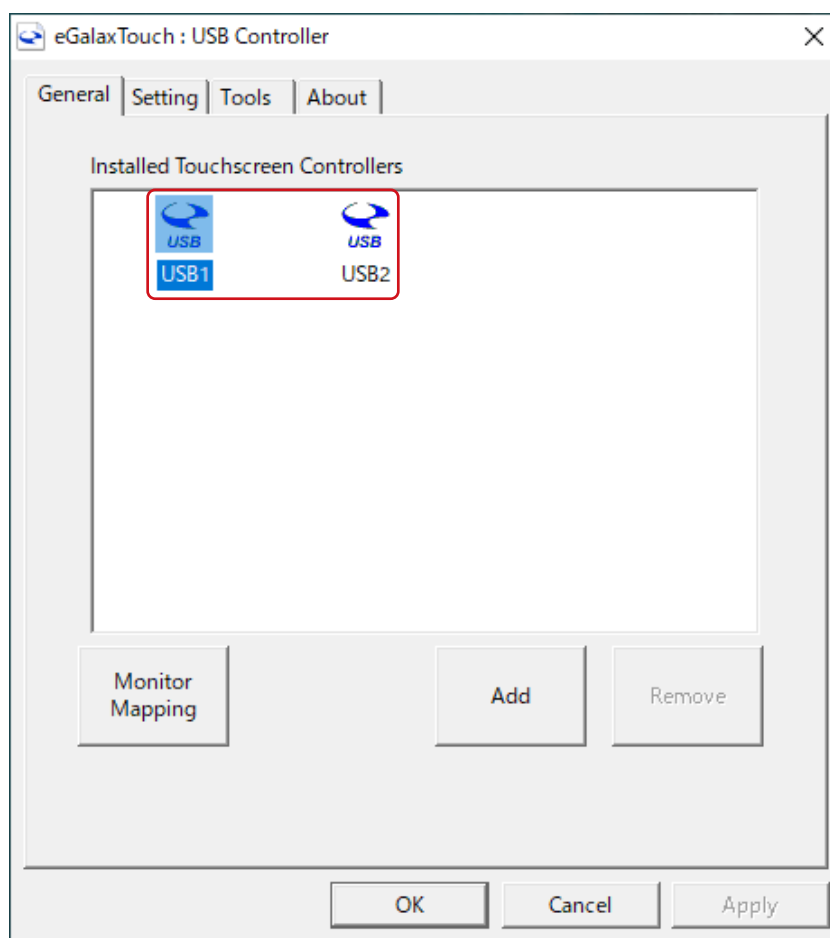 eGalaxTouch : USB Controller
General Setting Tools About
Installed Touchscreen Controllers
USB USB
USB1 USB2
Monitor
Mapping
Add
Remove
OK Cancel Apply